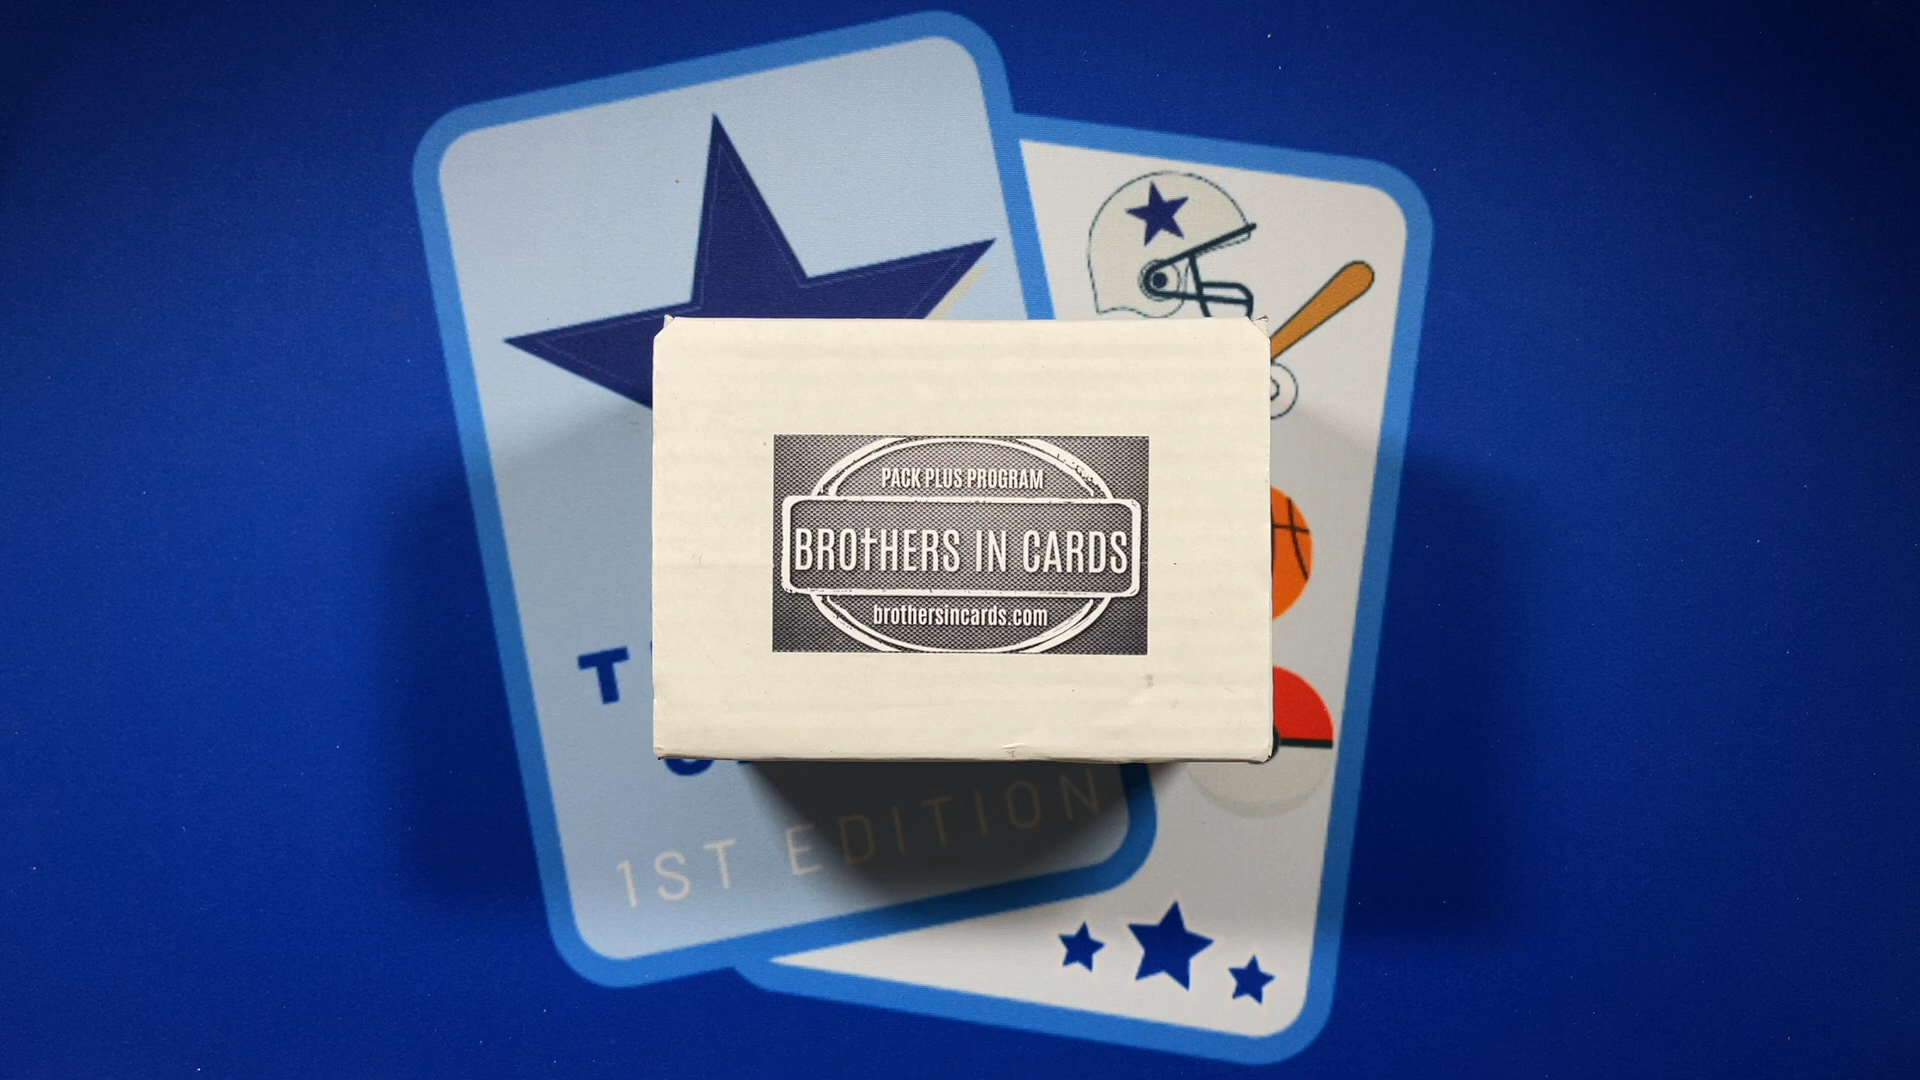 PACK PLUS PROGRAM
BROTHERS IN CARDS
brothersincards.com
1ST EDITION